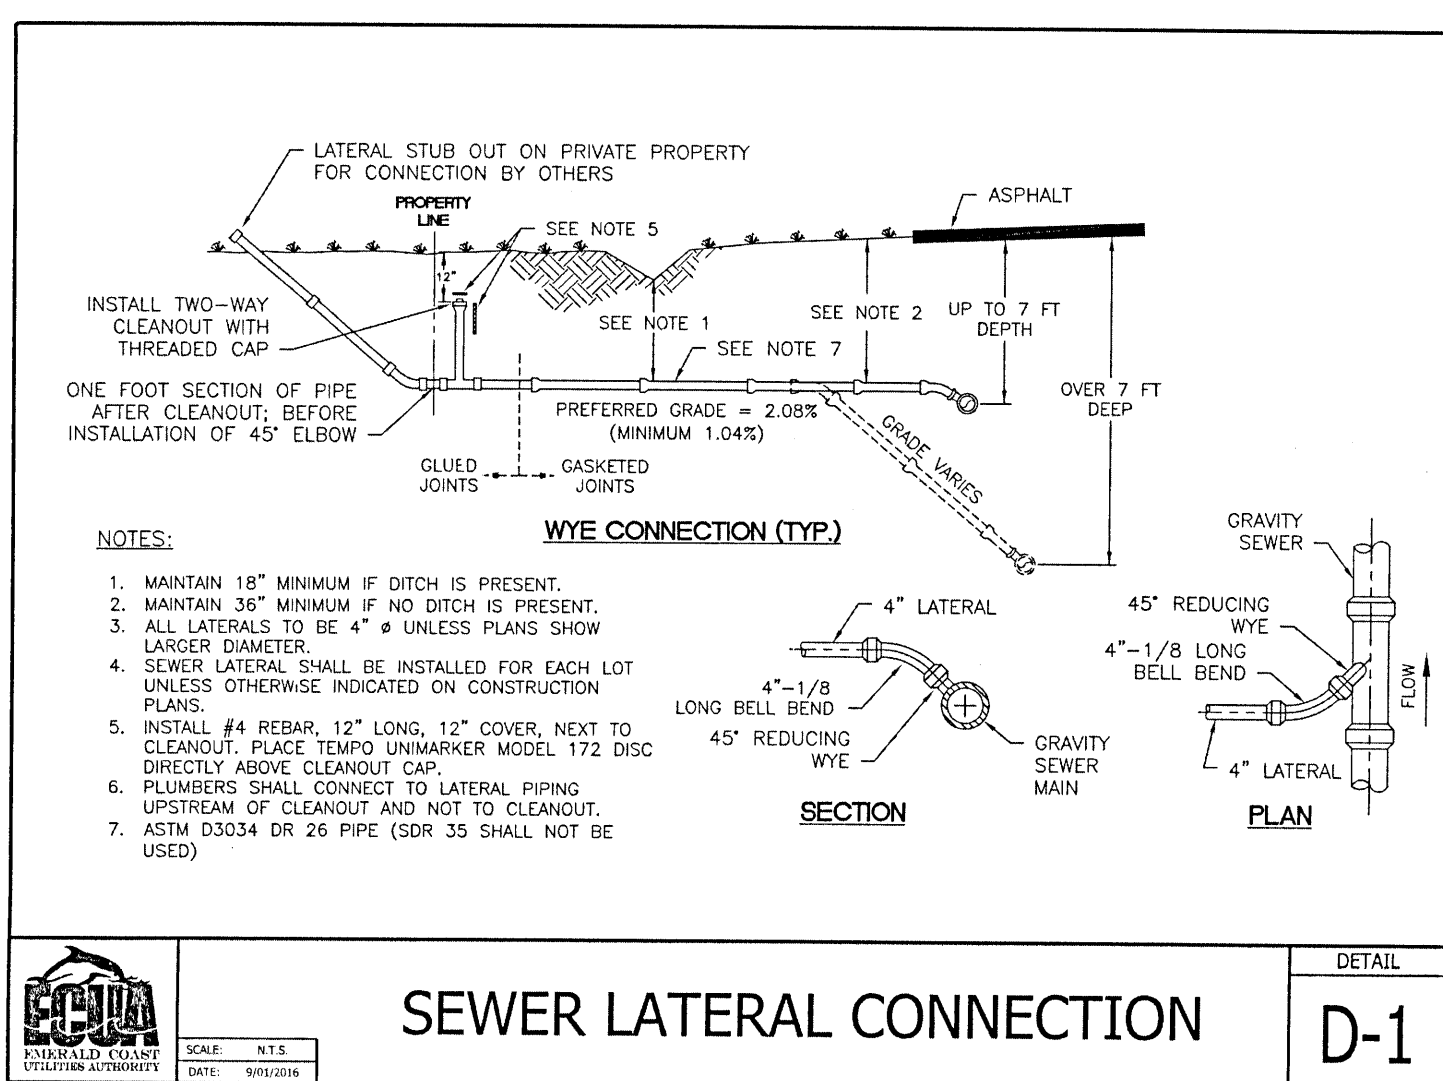 LATERAL STUB OUT ON PRIVATE PROPERTY
FOR CONNECTION BY OTHERS
PROPERTY
LINE
SEE NOTE 5
ASPHALT
12"
INSTALL TWO-WAY
CLEANOUT WITH
THREADED CAP
SEE NOTE 1
SEE NOTE 2
UP TO 7 FT
DEPTH
SEE NOTE 7
OVER 7 FT
DEEP
ONE FOOT SECTION OF PIPE
AFTER CLEANOUT; BEFORE
INSTALLATION OF 45° ELBOW
PREFERRED GRADE = 2.08%
(MINIMUM 1.04%)
GRADE VARIES
GLUED
JOINTS
GASKETED
JOINTS
WYE CONNECTION (TYP.)
NOTES:
1. MAINTAIN 18" MINIMUM IF DITCH IS PRESENT.
2. MAINTAIN 36" MINIMUM IF NO DITCH IS PRESENT.
3. ALL LATERALS TO BE 4" ø UNLESS PLANS SHOW
LARGER DIAMETER.
4. SEWER LATERAL SHALL BE INSTALLED FOR EACH LOT
UNLESS OTHERWISE INDICATED ON CONSTRUCTION
PLANS.
5. INSTALL #4 REBAR, 12" LONG, 12" COVER, NEXT TO
CLEANOUT. PLACE TEMPO UNIMARKER MODEL 172 DISC
DIRECTLY ABOVE CLEANOUT CAP.
6. PLUMBERS SHALL CONNECT TO LATERAL PIPING
UPSTREAM OF CLEANOUT AND NOT TO CLEANOUT.
7. ASTM D3034 DR 26 PIPE (SDR 35 SHALL NOT BE
USED)
4" LATERAL
4"-1/8
LONG BELL BEND
45° REDUCING
WYE
GRAVITY
SEWER
MAIN
SECTION
GRAVITY
SEWER
45° REDUCING
WYE
4"-1/8 LONG
BELL BEND
FLOW
4" LATERAL
PLAN
ECUA
EMERALD COAST
UTILITIES AUTHORITY
SCALE: N.T.S.
DATE: 9/01/2016
SEWER LATERAL CONNECTION
DETAIL
D-1